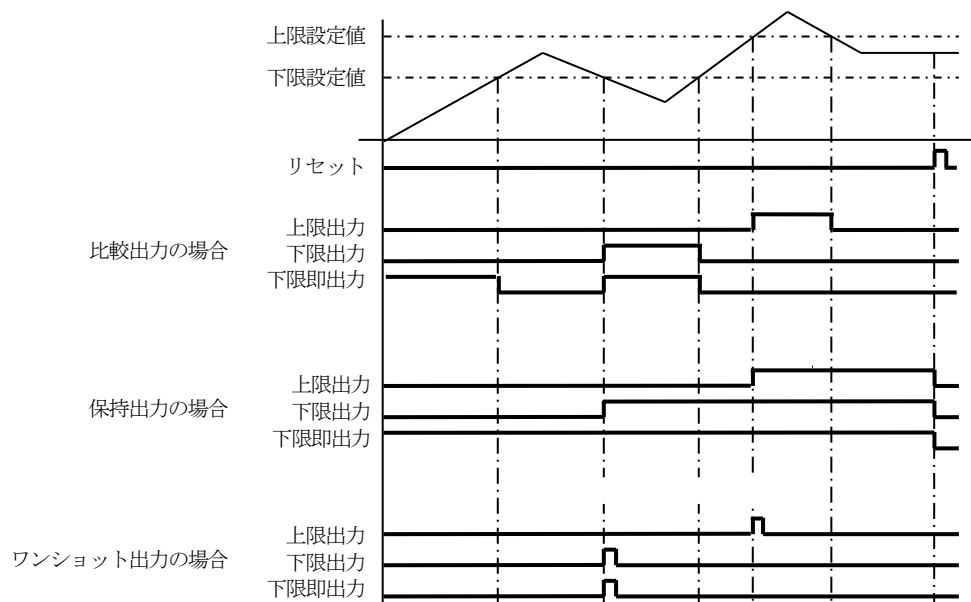 上限設定値
下限設定値
リセット
比較出力の場合
上限出力
下限出力
下限即出力
保持出力の場合
上限出力
下限出力
下限即出力
ワンショット出力の場合
上限出力
下限出力
下限即出力